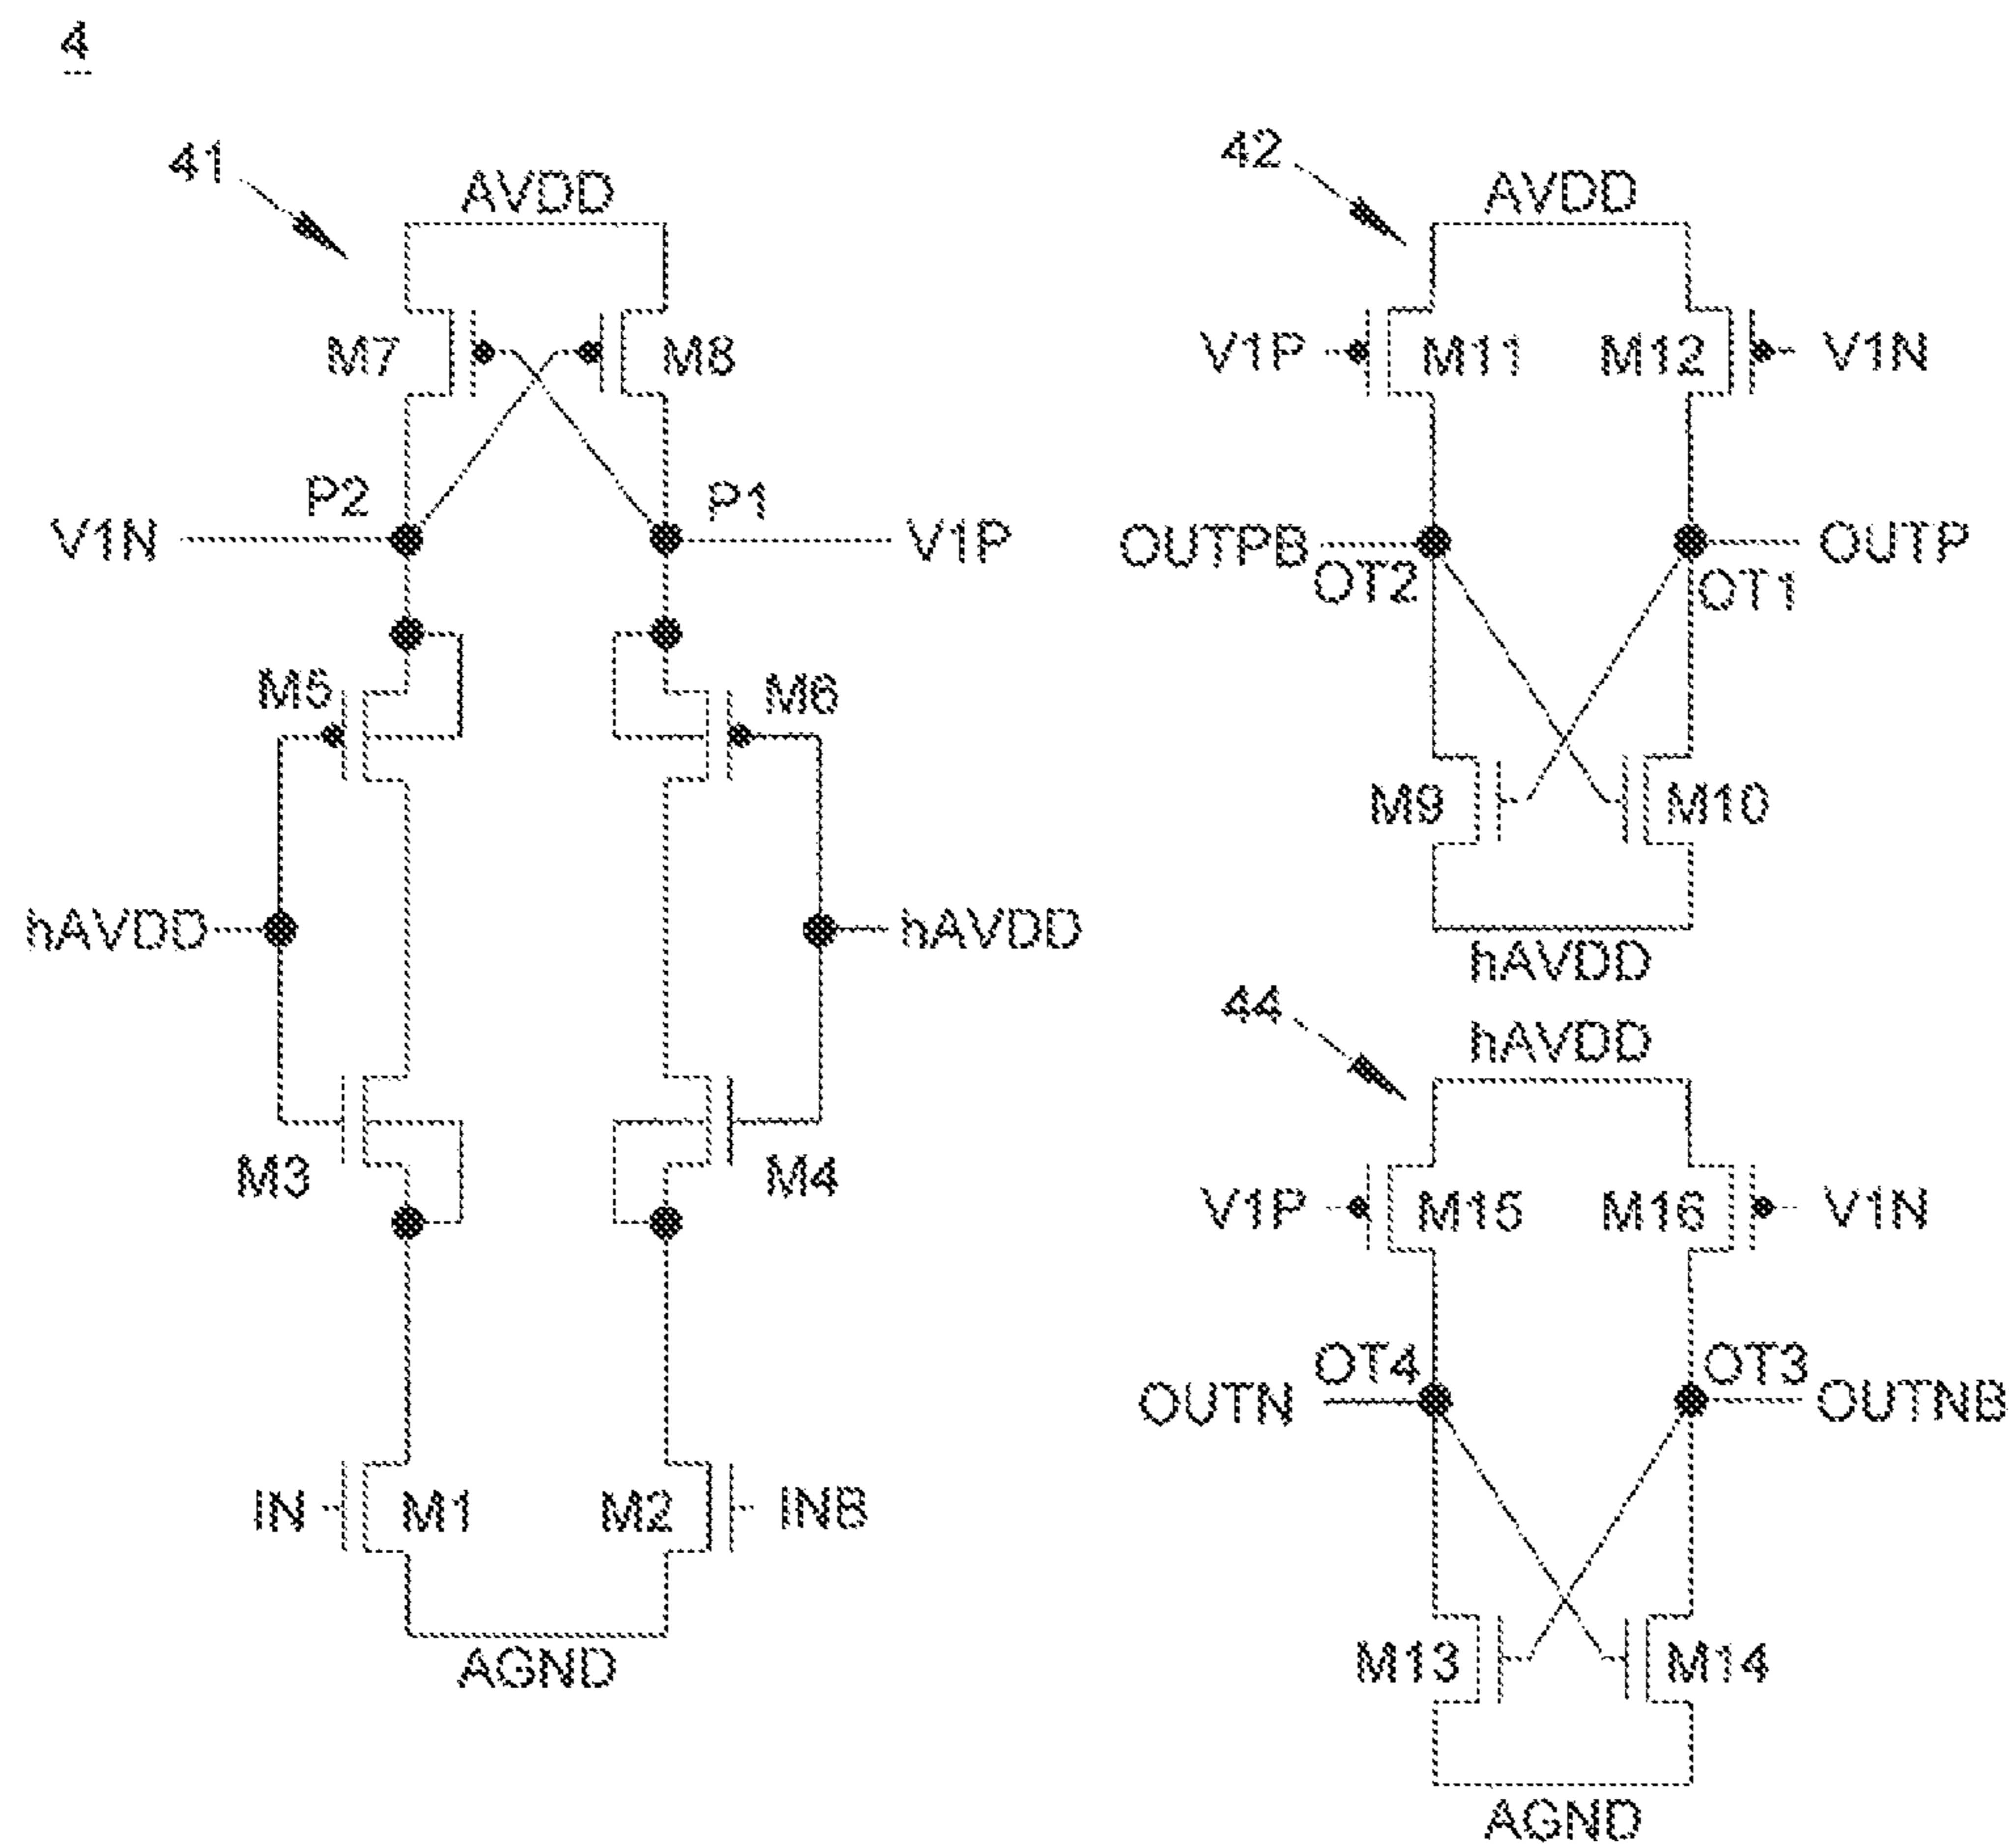 4
41
AVDD
M7
M8
P2
P1
V1N
V1P
M5
M6
hAVDD
hAVDD
M3
M4
IN
M1
M2
INB
AGND
42
AVDD
V1P
M11
M12
V1N
OUTPB
OT2
OUTP
OT1
M9
M10
hAVDD
44
hAVDD
V1P
M15
M16
V1N
OT4
OT3
OUTN
OUTNB
M13
M14
AGND